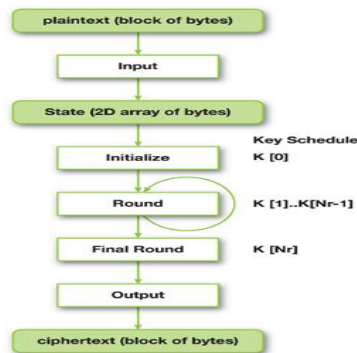 plaintext (block of bytes)
Input
State (2D array of bytes)
Key Schedule
Initialize K [0]
Round K [1]..K[Nr-1]
Final Round K [Nr]
Output
ciphertext (block of bytes)